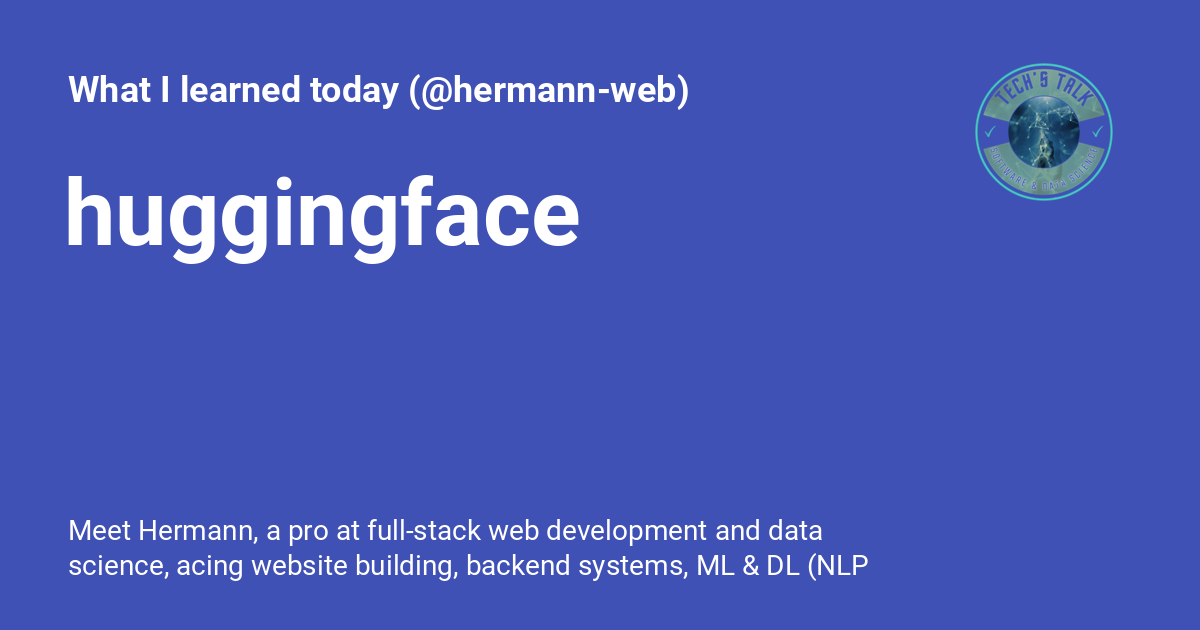 What I learned today (@hermann-web)
TECH'S TALK
SOFTWARE & DATA SCIENCE
huggingface
Meet Hermann, a pro at full-stack web development and data
science, acing website building, backend systems, ML & DL (NLP